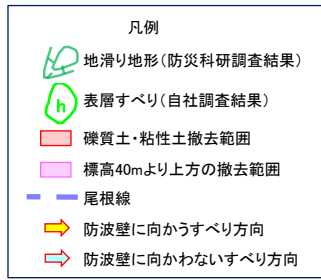 凡例
地滑り地形(防災科研調査結果)
h 表層すべり(自社調査結果)
礫質土・粘性土撤去範囲
標高40mより上方の撤去範囲
尾根線
防波壁に向かうすべり方向
防波壁に向かわないすべり方向